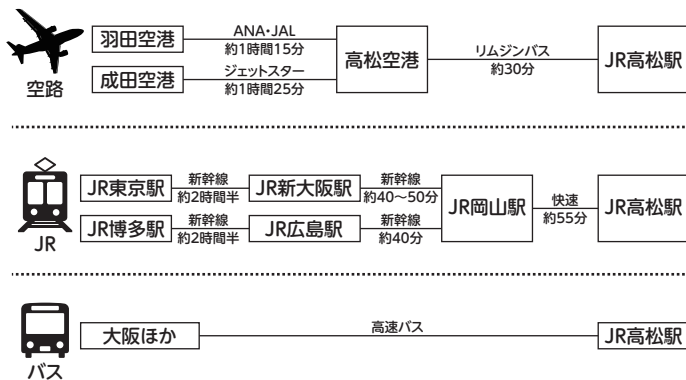 空路
羽田空港
ANA・JAL
約1時間15分
成田空港
ジェットスター
約1時間25分
高松空港
リムジンバス
約30分
JR高松駅
JR
JR東京駅
新幹線
約2時間半
JR新大阪駅
新幹線
約40〜50分
JR博多駅
新幹線
約2時間半
JR広島駅
新幹線
約40分
JR岡山駅
快速
約55分
JR高松駅
バス
大阪ほか
高速バス
JR高松駅